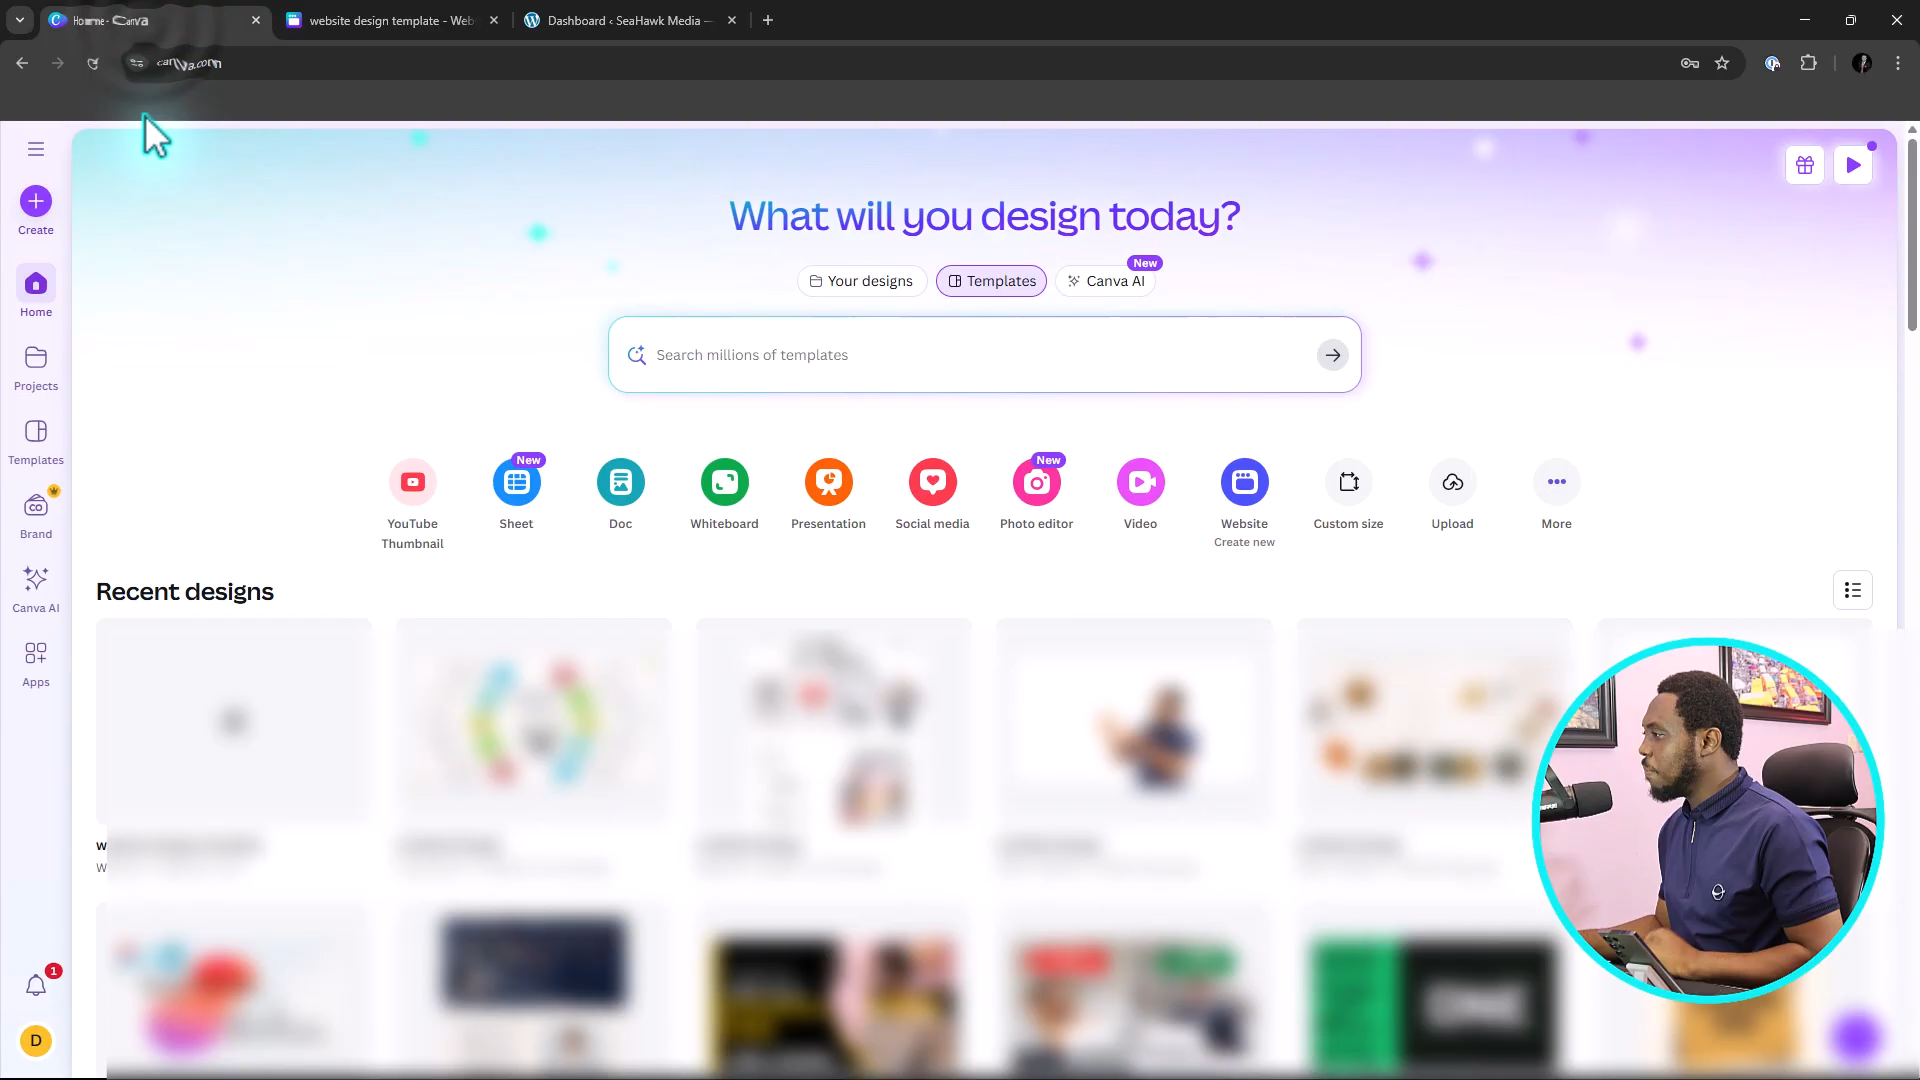 Home - Canva
website design template - Web
Dashboard ‹ SeaHawk Media —
canva.com
What will you design today?
Your designs
Templates
Canva AI
New
Search millions of templates
YouTube
Thumbnail
New
Sheet
Doc
Whiteboard
Presentation
Social media
New
Photo editor
Video
Website
Create new
Custom size
Upload
More
Create
Home
Projects
Templates
Brand
Canva AI
Apps
1
D
Recent designs